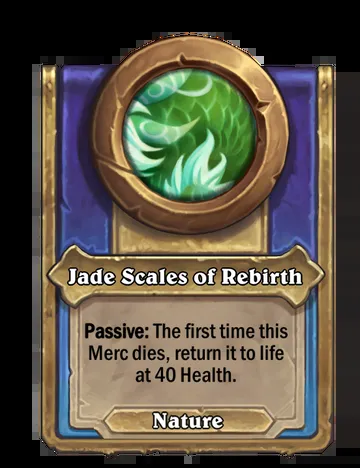 Jade Scales of Rebirth
Passive: The first time this
Merc dies, return it to life
at 40 Health.
Nature